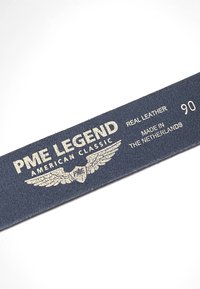 PME LEGEND
AMERICAN CLASSIC
REAL LEATHER
MADE IN
THE NETHERLANDS
90